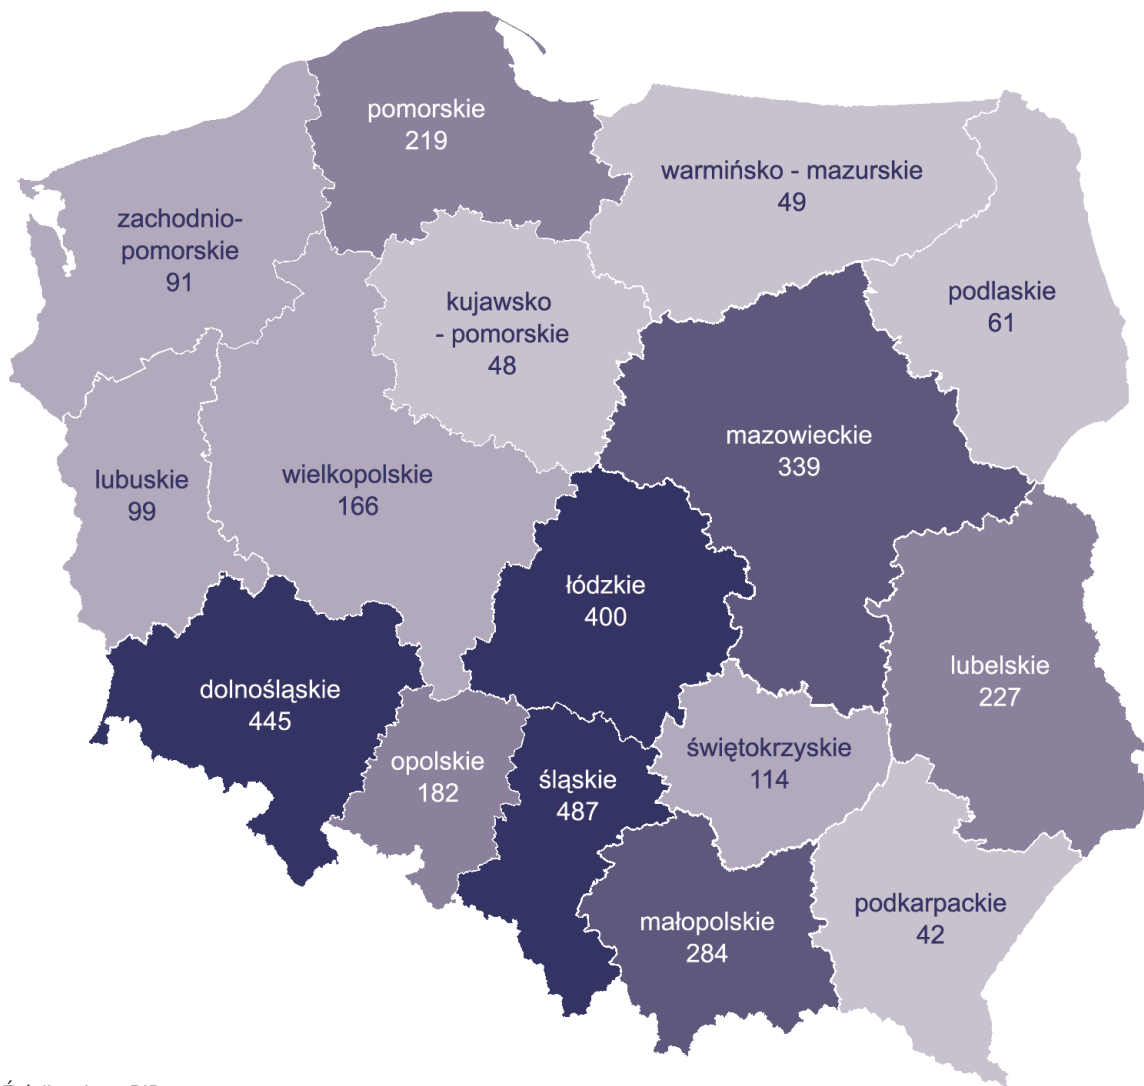 pomorskie
219
warmińsko - mazurskie
49
zachodnio-
pomorskie
91
podlaskie
61
kujawsko
- pomorskie
48
mazowieckie
339
lubuskie
99
wielkopolskie
166
łódzkie
400
lubelskie
227
dolnośląskie
445
opolskie
182
śląskie
487
świętokrzyskie
114
małopolskie
284
podkarpackie
42